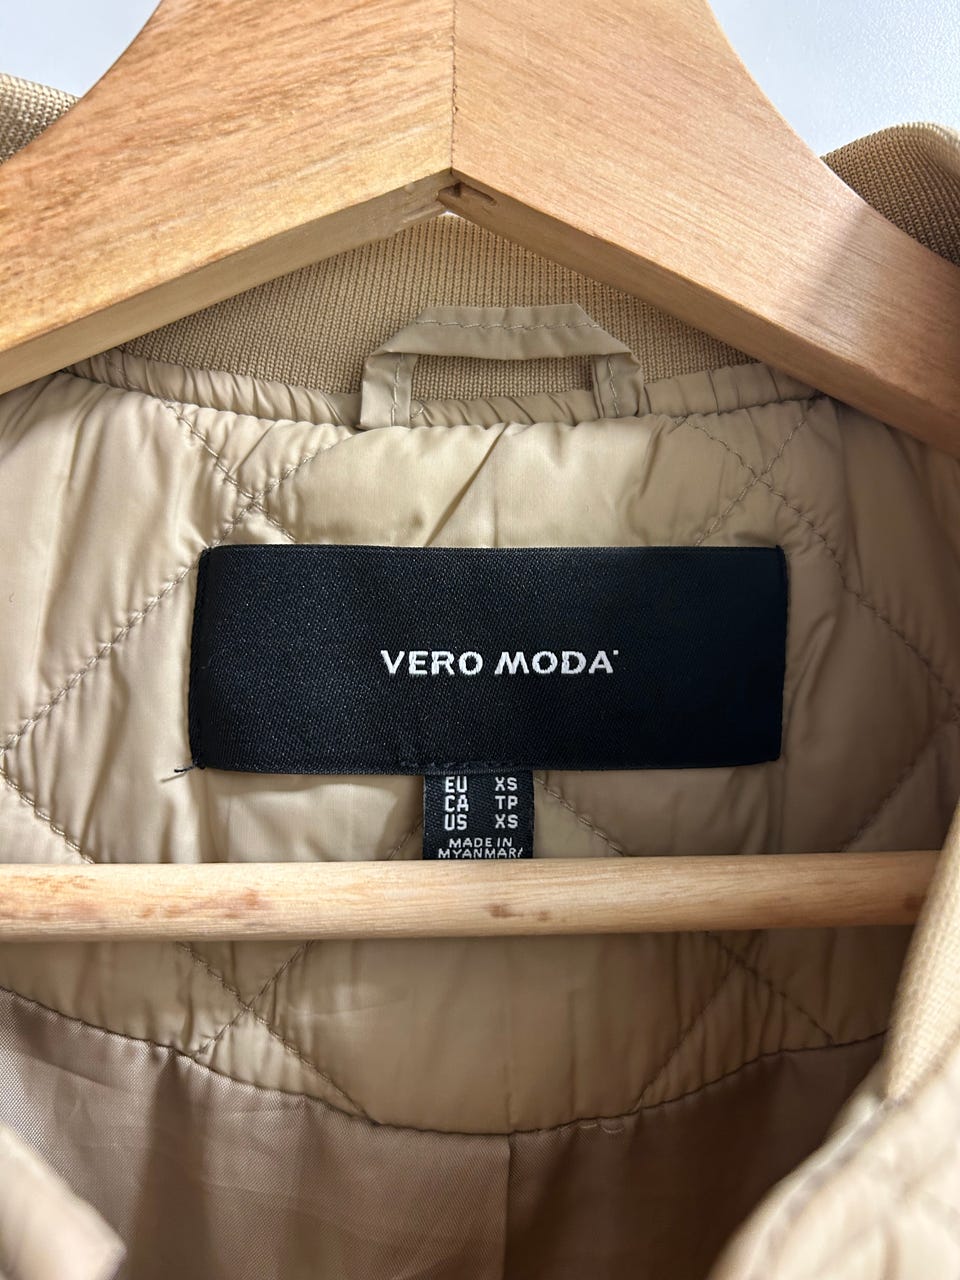 VERO MODA
EU XS
CA TP
US XS
MADE IN
MYANMAR/